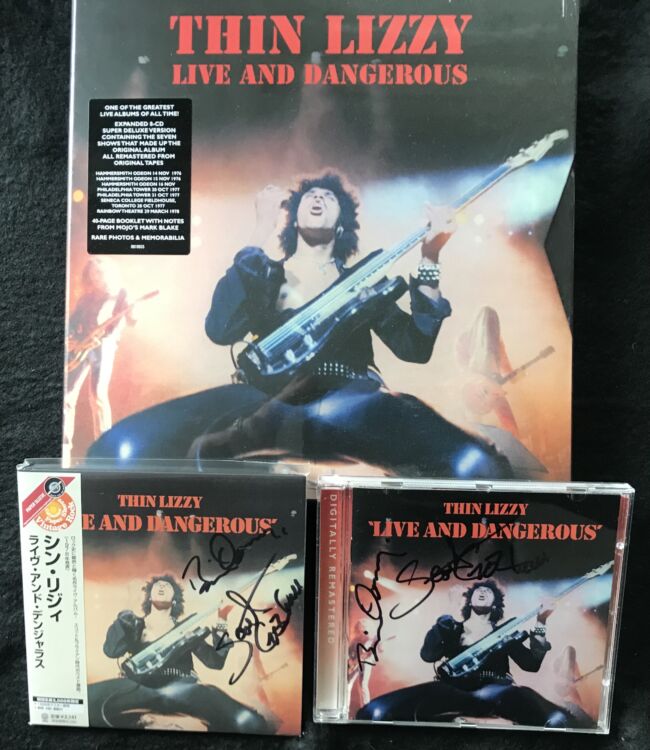 THIN LIZZY
LIVE AND DANGEROUS
ONE OF THE GREATEST
LIVE ALBUMS OF ALL TIME!
EXPANDED 8-CD
SUPER DELUXE VERSION
CONTAINING THE SEVEN
SHOWS THAT MADE UP THE
ORIGINAL ALBUM
ALL REMASTERED FROM
ORIGINAL TAPES
HAMMERSMITH ODEON 14 NOV 1976
HAMMERSMITH ODEON 15 NOV 1976
HAMMERSMITH ODEON 16 NOV
PHILADELPHIA TOWER 20 OCT 1977
PHILADELPHIA TOWER 21 OCT 1977
SENECA COLLEGE FIELDHOUSE,
TORONTO 28 OCT 1977
RAINBOW THEATRE 29 MARCH 1978
40-PAGE BOOKLET WITH NOTES
FROM MOJO'S MARK BLAKE
RARE PHOTOS & MEMORABILIA
Vintage Rock
シン・リジィ
ライヴ・アンド・デンジャラス
THIN LIZZY
E AND DANGEROUS'
DIGITALLY REMASTERED
THIN LIZZY
'LIVE AND DANGEROUS'